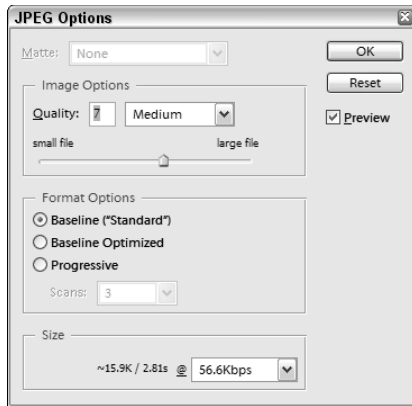 JPEG Options
Matte: None
OK
Image Options
Reset
Quality: 7 Medium
Preview
small file large file
Format Options
Baseline ("Standard")
Baseline Optimized
Progressive
Scans: 3
Size
~15.9K / 2.81s @ 56.6Kbps